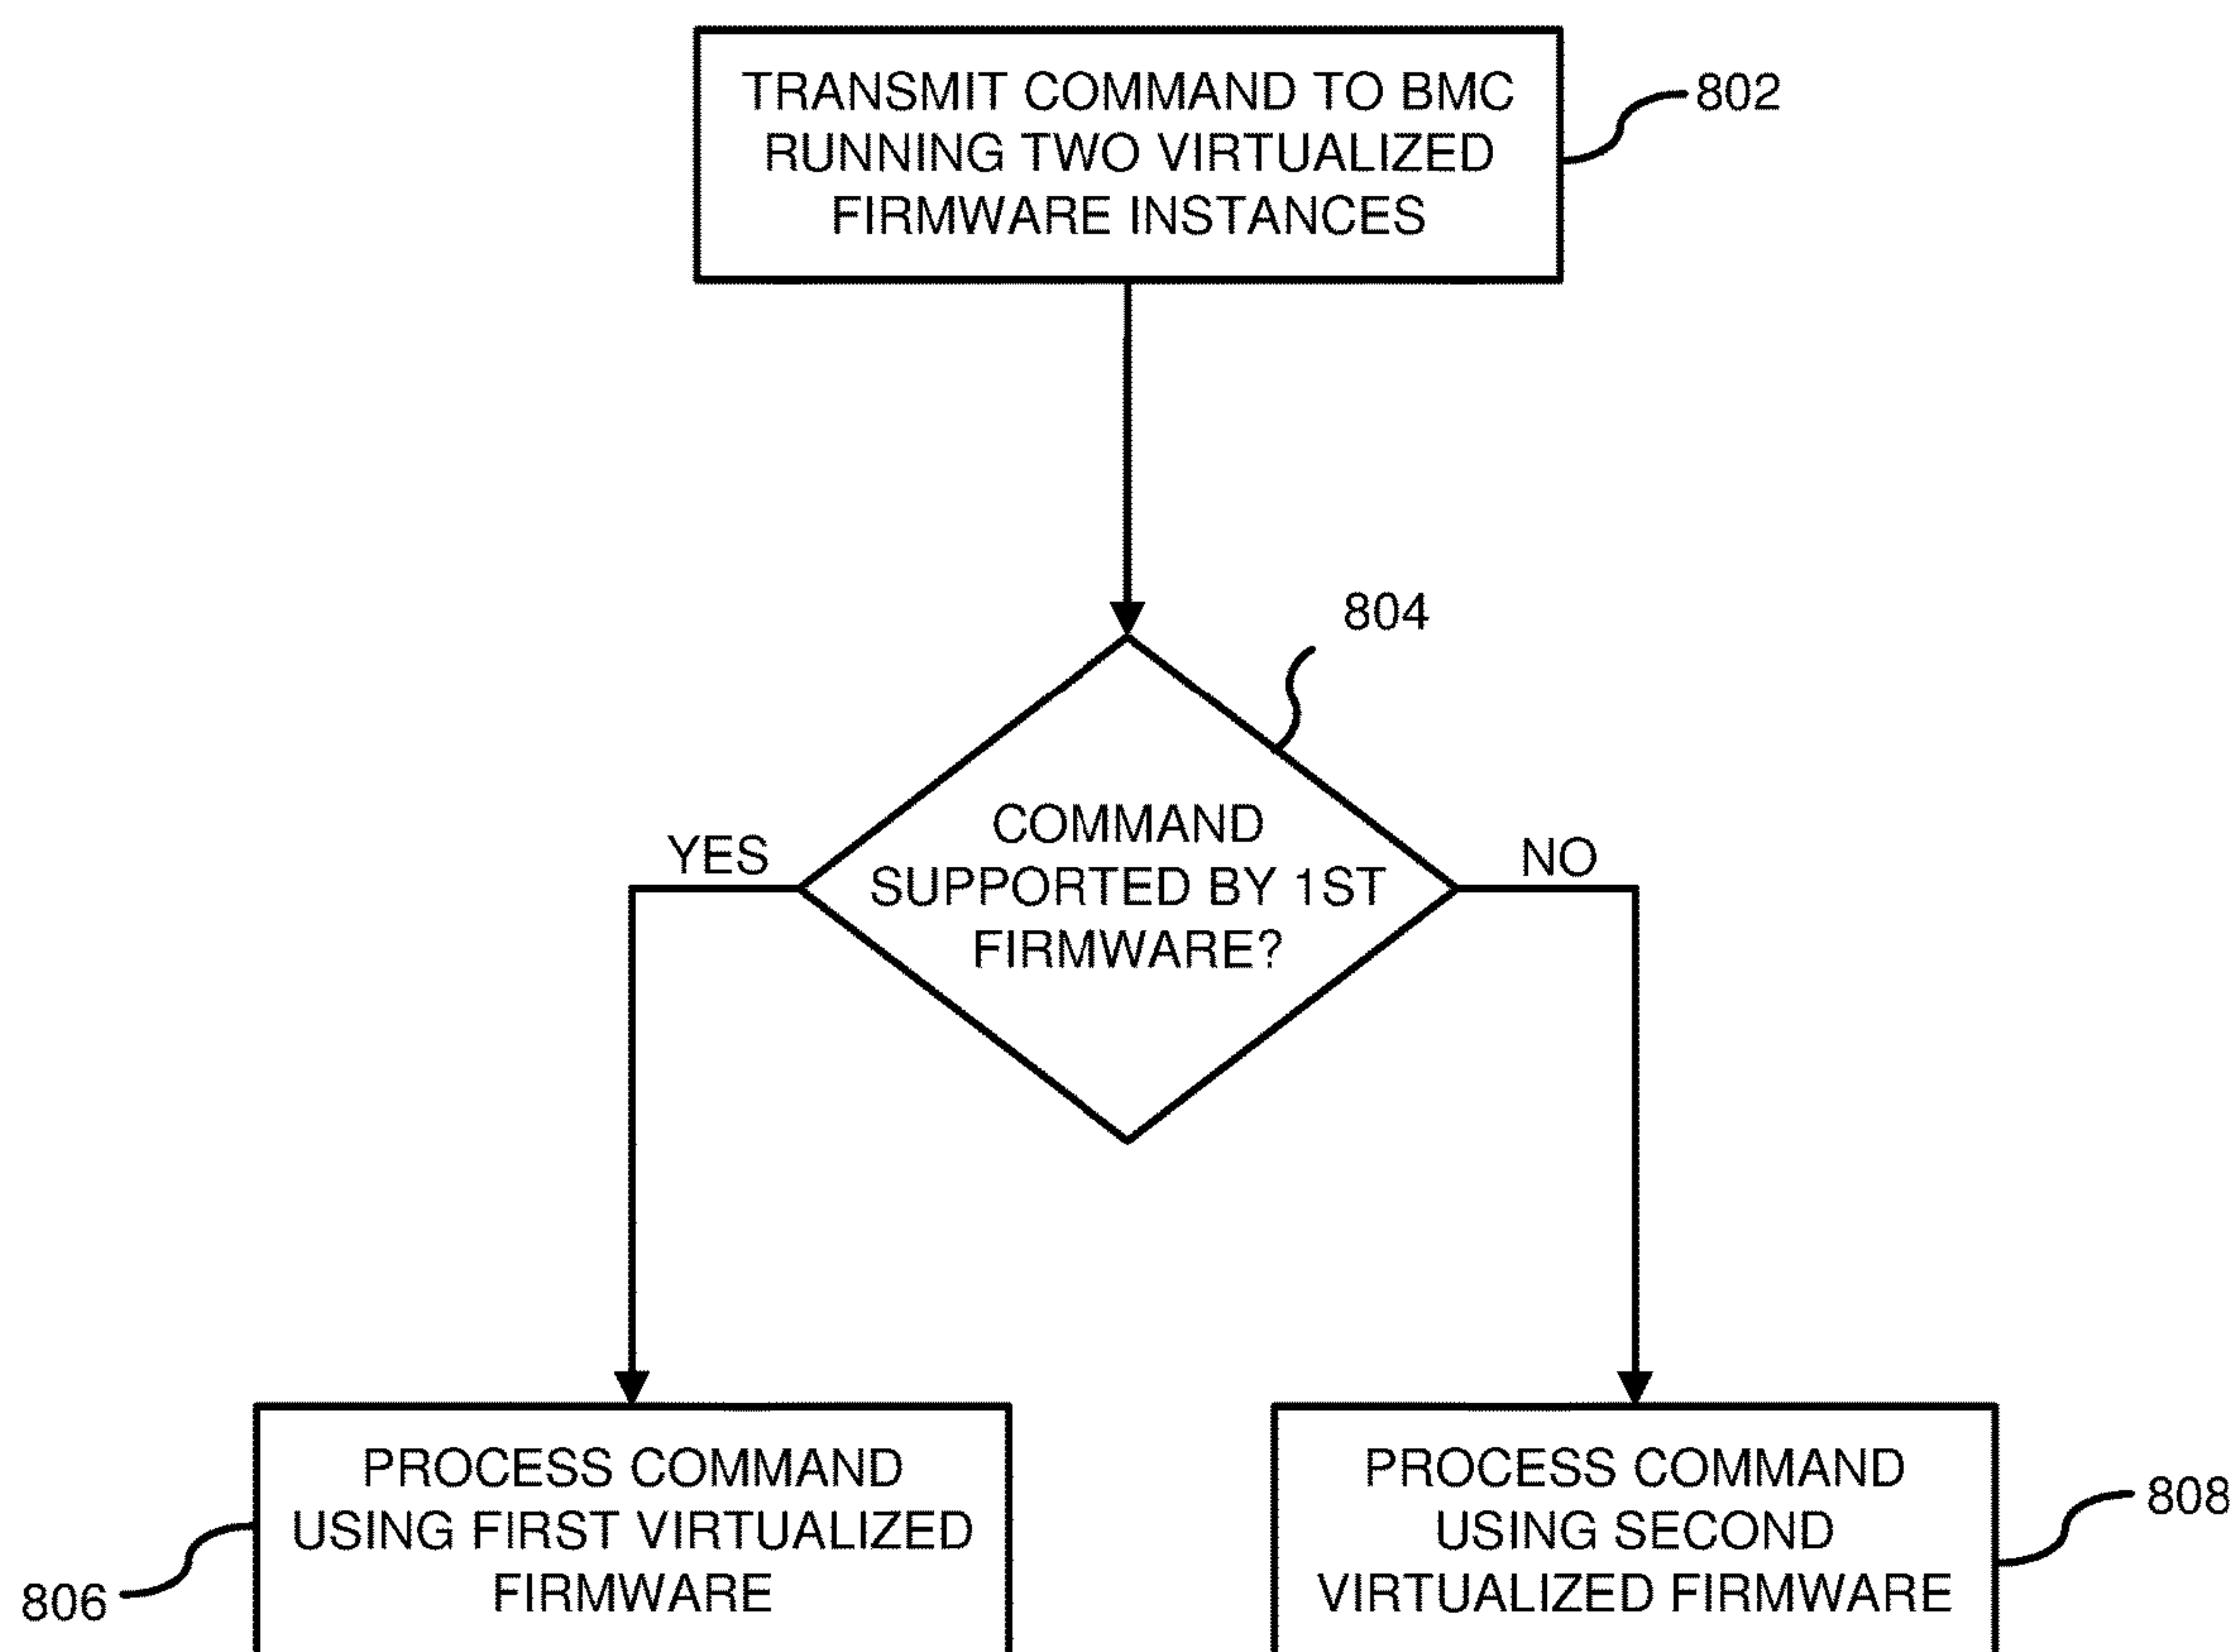 TRANSMIT COMMAND TO BMC
RUNNING TWO VIRTUALIZED
FIRMWARE INSTANCES
802
804
COMMAND
SUPPORTED BY 1ST
FIRMWARE?
YES
NO
PROCESS COMMAND
USING FIRST VIRTUALIZED
FIRMWARE
806
PROCESS COMMAND
USING SECOND
VIRTUALIZED FIRMWARE
808